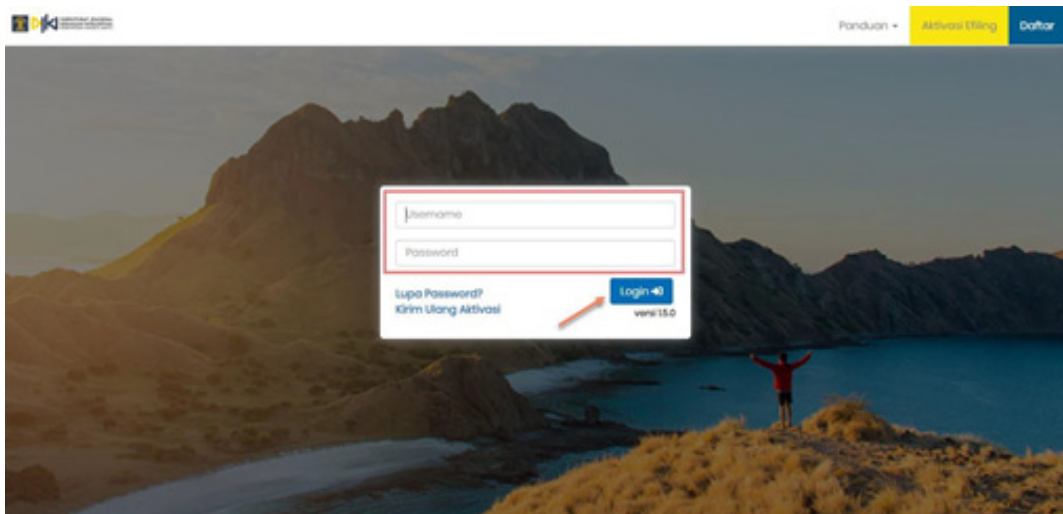 Panduan
Aktivasi Efiling
Daftar
Username
Password
Lupa Password?
Kirim Ulang Aktivasi
Login
versi 1.5.0